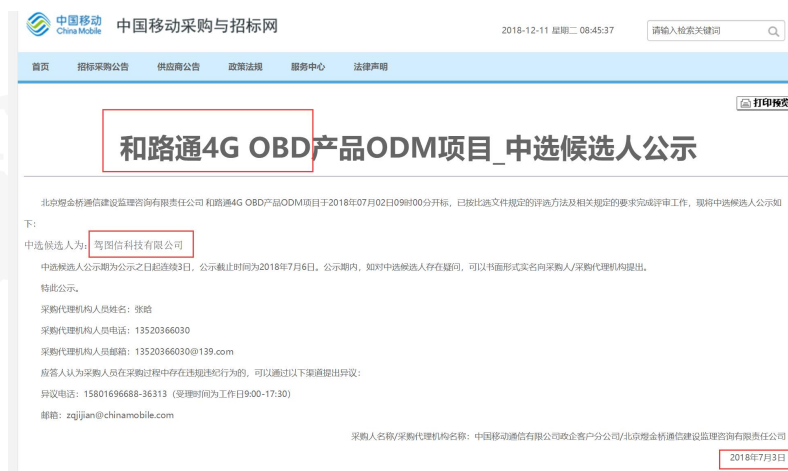 中国移动
China Mobile
中国移动采购与招标网
2018-12-11 星期二 08:45:37
请输入检索关键词
首页 招标采购公告 供应商公告 政策法规 服务中心 法律声明
打印预览
和路通4G OBD产品ODM项目_中选候选人公示
北京煜金桥通信建设监理咨询有限责任公司 和路通4G OBD产品ODM项目于2018年07月02日09时00分开标，已按比选文件规定的评选方法及相关规定的要求完成评审工作，现将中选候选人公示如
下：
中选候选人为：驾图信科技有限公司
中选候选人公示期为公示之日起连续3日，公示截止时间为2018年7月6日。公示期内，如对中选候选人存在疑问，可以书面形式实名向采购人/采购代理机构提出。
特此公示。
采购代理机构人员姓名：张晗
采购代理机构人员电话：13520366030
采购代理机构人员邮箱：13520366030@139.com
应答人认为采购人员在采购过程中存在违规违纪行为的，可以通过以下渠道提出异议：
异议电话：15801696688-36313（受理时间为工作日9:00-17:30）
邮箱：zqjijian@chinamobile.com
采购人名称/采购代理机构名称：中国移动通信有限公司政企客户分公司/北京煜金桥通信建设监理咨询有限责任公司
2018年7月3日